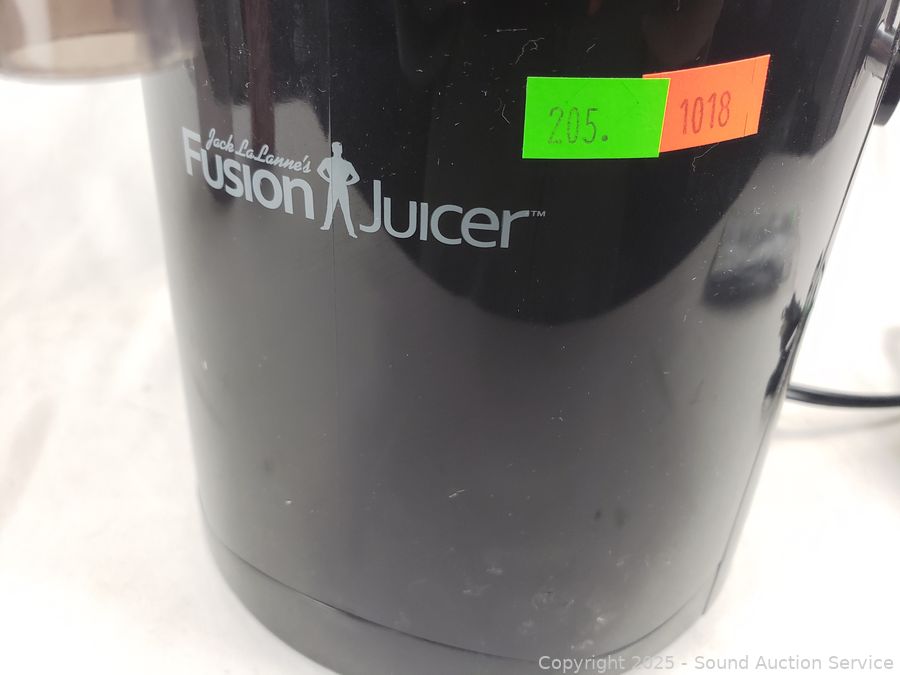 Jack LaLanne's
Fusion Juicer™
205.
1018
Copyright 2025 - Sound Auction Service